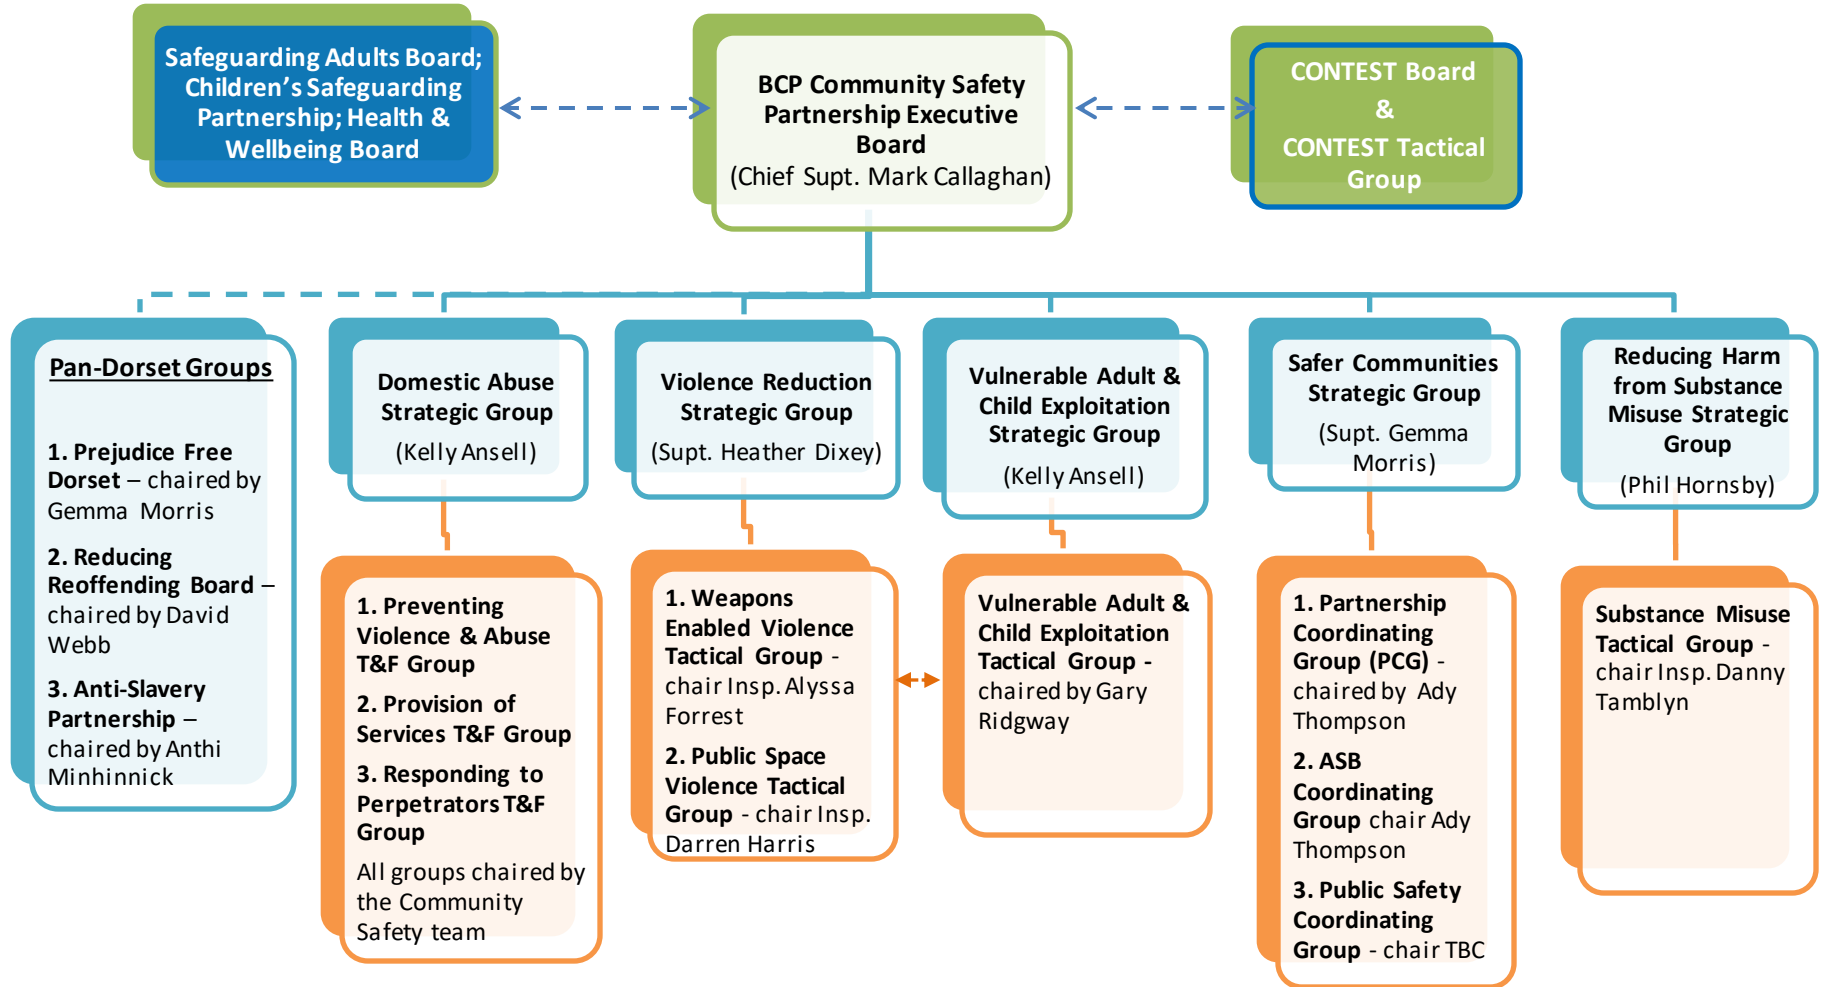 Safeguarding Adults Board;
Children’s Safeguarding
Partnership; Health &
Wellbeing Board
BCP Community Safety
Partnership Executive
Board
(Chief Supt. Mark Callaghan)
CONTEST Board
&
CONTEST Tactical
Group
Pan-Dorset Groups
1. Prejudice Free
Dorset – chaired by
Gemma Morris
2. Reducing
Reoffending Board –
chaired by David
Webb
3. Anti-Slavery
Partnership –
chaired by Anthi
Minhinnick
Domestic Abuse
Strategic Group
(Kelly Ansell)
Violence Reduction
Strategic Group
(Supt. Heather Dixey)
Vulnerable Adult &
Child Exploitation
Strategic Group
(Kelly Ansell)
Safer Communities
Strategic Group
(Supt. Gemma
Morris)
Reducing Harm
from Substance
Misuse Strategic
Group
(Phil Hornsby)
1. Preventing
Violence & Abuse
T&F Group
2. Provision of
Services T&F Group
3. Responding to
Perpetrators T&F
Group
All groups chaired by
the Community
Safety team
1. Weapons
Enabled Violence
Tactical Group -
chair Insp. Alyssa
Forrest
2. Public Space
Violence Tactical
Group - chair Insp.
Darren Harris
Vulnerable Adult &
Child Exploitation
Tactical Group -
chaired by Gary
Ridgway
1. Partnership
Coordinating
Group (PCG) -
chaired by Ady
Thompson
2. ASB
Coordinating
Group chair Ady
Thompson
3. Public Safety
Coordinating
Group - chair TBC
Substance Misuse
Tactical Group -
chair Insp. Danny
Tamblyn